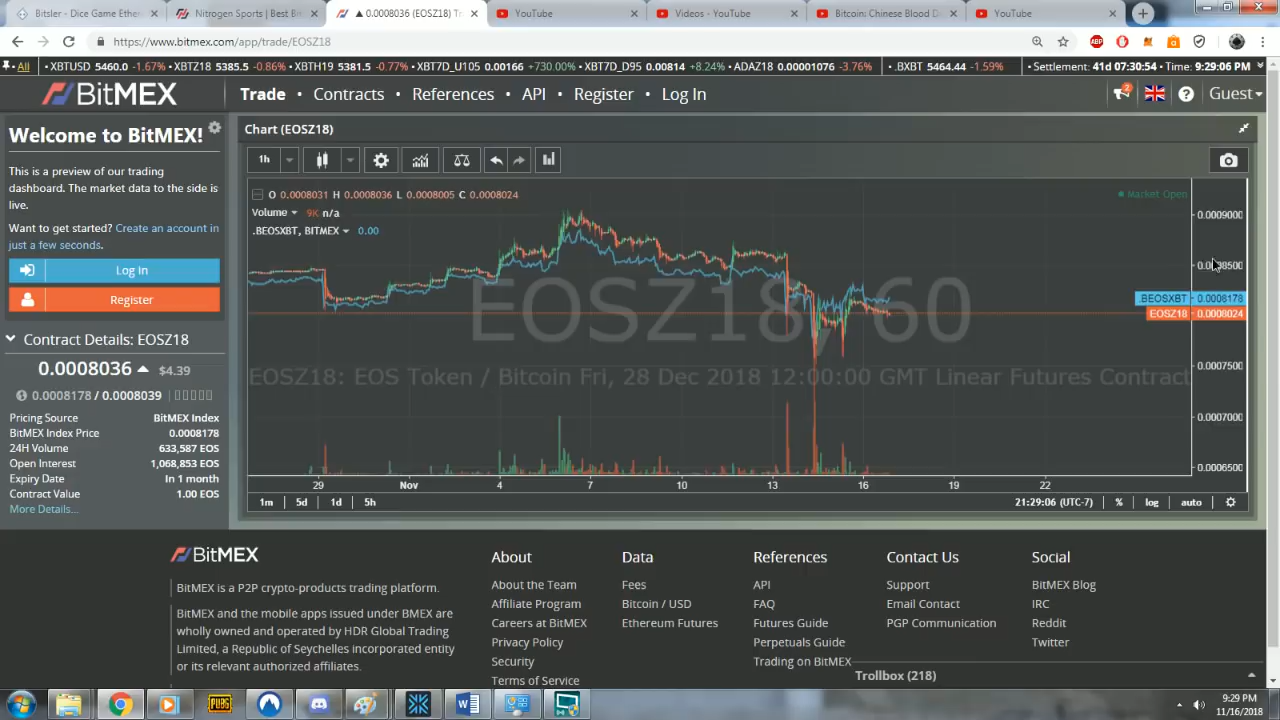 Bitsler - Dice Game Ether
Nitrogen Sports | Best Bit
▲ 0.0008036 (EOSZ18) T
YouTube
Videos - YouTube
Bitcoin: Chinese Blood D
YouTube
https://www.bitmex.com/app/trade/EOSZ18
All • XBTUSD 5460.0 -1.67% • XBTZ18 5385.5 -0.86% • XBTH19 5381.5 -0.77% • XBT7D_U105 0.00166 +730.00% • XBT7D_D95 0.00814 +8.24% • ADAZ18 0.00001076 -3.76% • .BXBT 5464.44 -1.59% • Settlement: 41d 07:30:54 • Time: 9:29:06 PM
BitMEX Trade Contracts References API Register Log In 2 Guest
Welcome to BitMEX!
This is a preview of our trading
dashboard. The market data to the side is
live.
Want to get started? Create an account in
just a few seconds.
Log In
Register
Contract Details: EOSZ18
0.0008036 $4.39
0.0008178 / 0.0008039
Pricing Source BitMEX Index
BitMEX Index Price 0.0008178
24H Volume 633,587 EOS
Open Interest 1,068,853 EOS
Expiry Date In 1 month
Contract Value 1.00 EOS
More Details...
Chart (EOSZ18)
1h
O 0.0008031 H 0.0008036 L 0.0008005 C 0.0008024
Market Open
Volume 9K n/a
.BEOSXBT, BITMEX 0.00
EOSZ18, 60
EOSZ18: EOS Token / Bitcoin Fri, 28 Dec 2018 12:00:00 GMT Linear Futures Contract
0.0009000
0.0008500
.BEOSXBT 0.0008178
EOSZ18 0.0008024
0.0007500
0.0007000
0.0006500
29 Nov 4 7 10 13 16 19 22
1m 5d 1d 5h 21:29:06 (UTC-7) % log auto
BitMEX
BitMEX is a P2P crypto-products trading platform.
BitMEX and the mobile apps issued under BMEX are
wholly owned and operated by HDR Global Trading
Limited, a Republic of Seychelles incorporated entity
or its relevant authorized affiliates.
About
About the Team
Affiliate Program
Careers at BitMEX
Privacy Policy
Security
Terms of Service
Data
Fees
Bitcoin / USD
Ethereum Futures
References
API
FAQ
Futures Guide
Perpetuals Guide
Trading on BitMEX
Contact Us
Support
Email Contact
PGP Communication
Social
BitMEX Blog
IRC
Reddit
Twitter
Trollbox (218)
PUBG
9:29 PM
11/16/2018